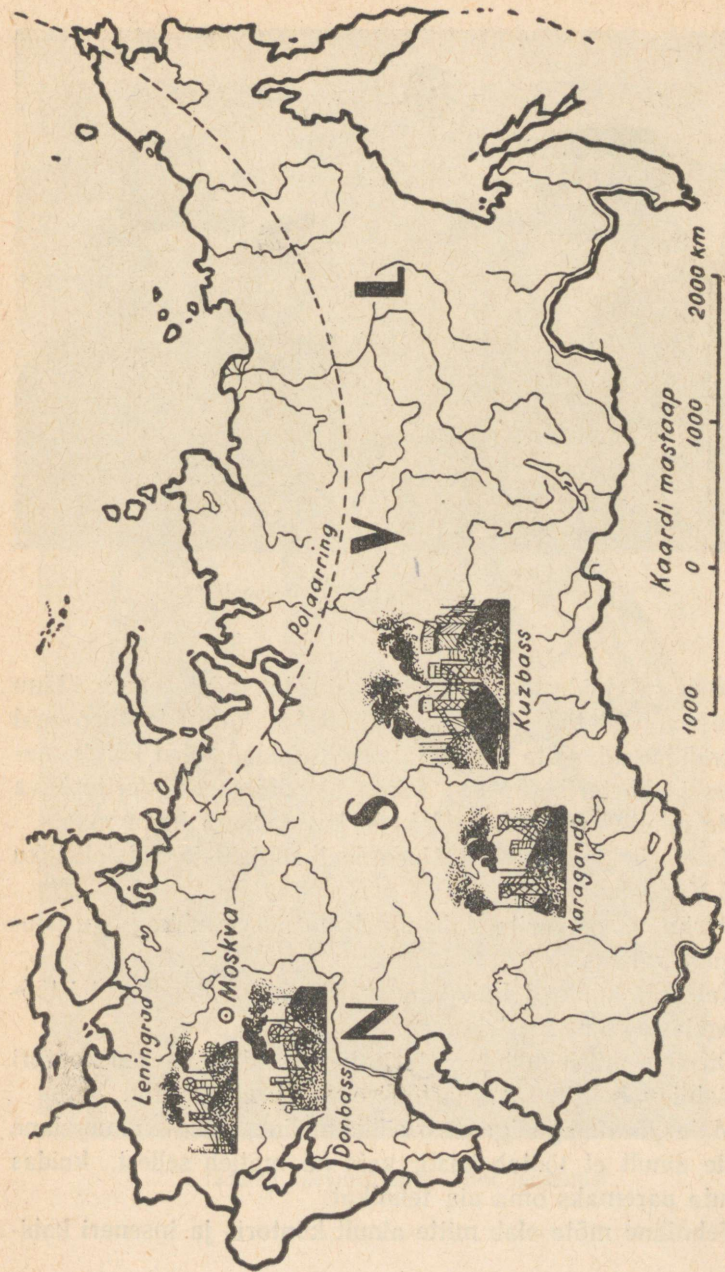 Polaarring
Leningrad
Moskva
Donbass
Karaganda
Kuzbass
N S V L
Kaardi mastaap
1000 0 1000 2000 km